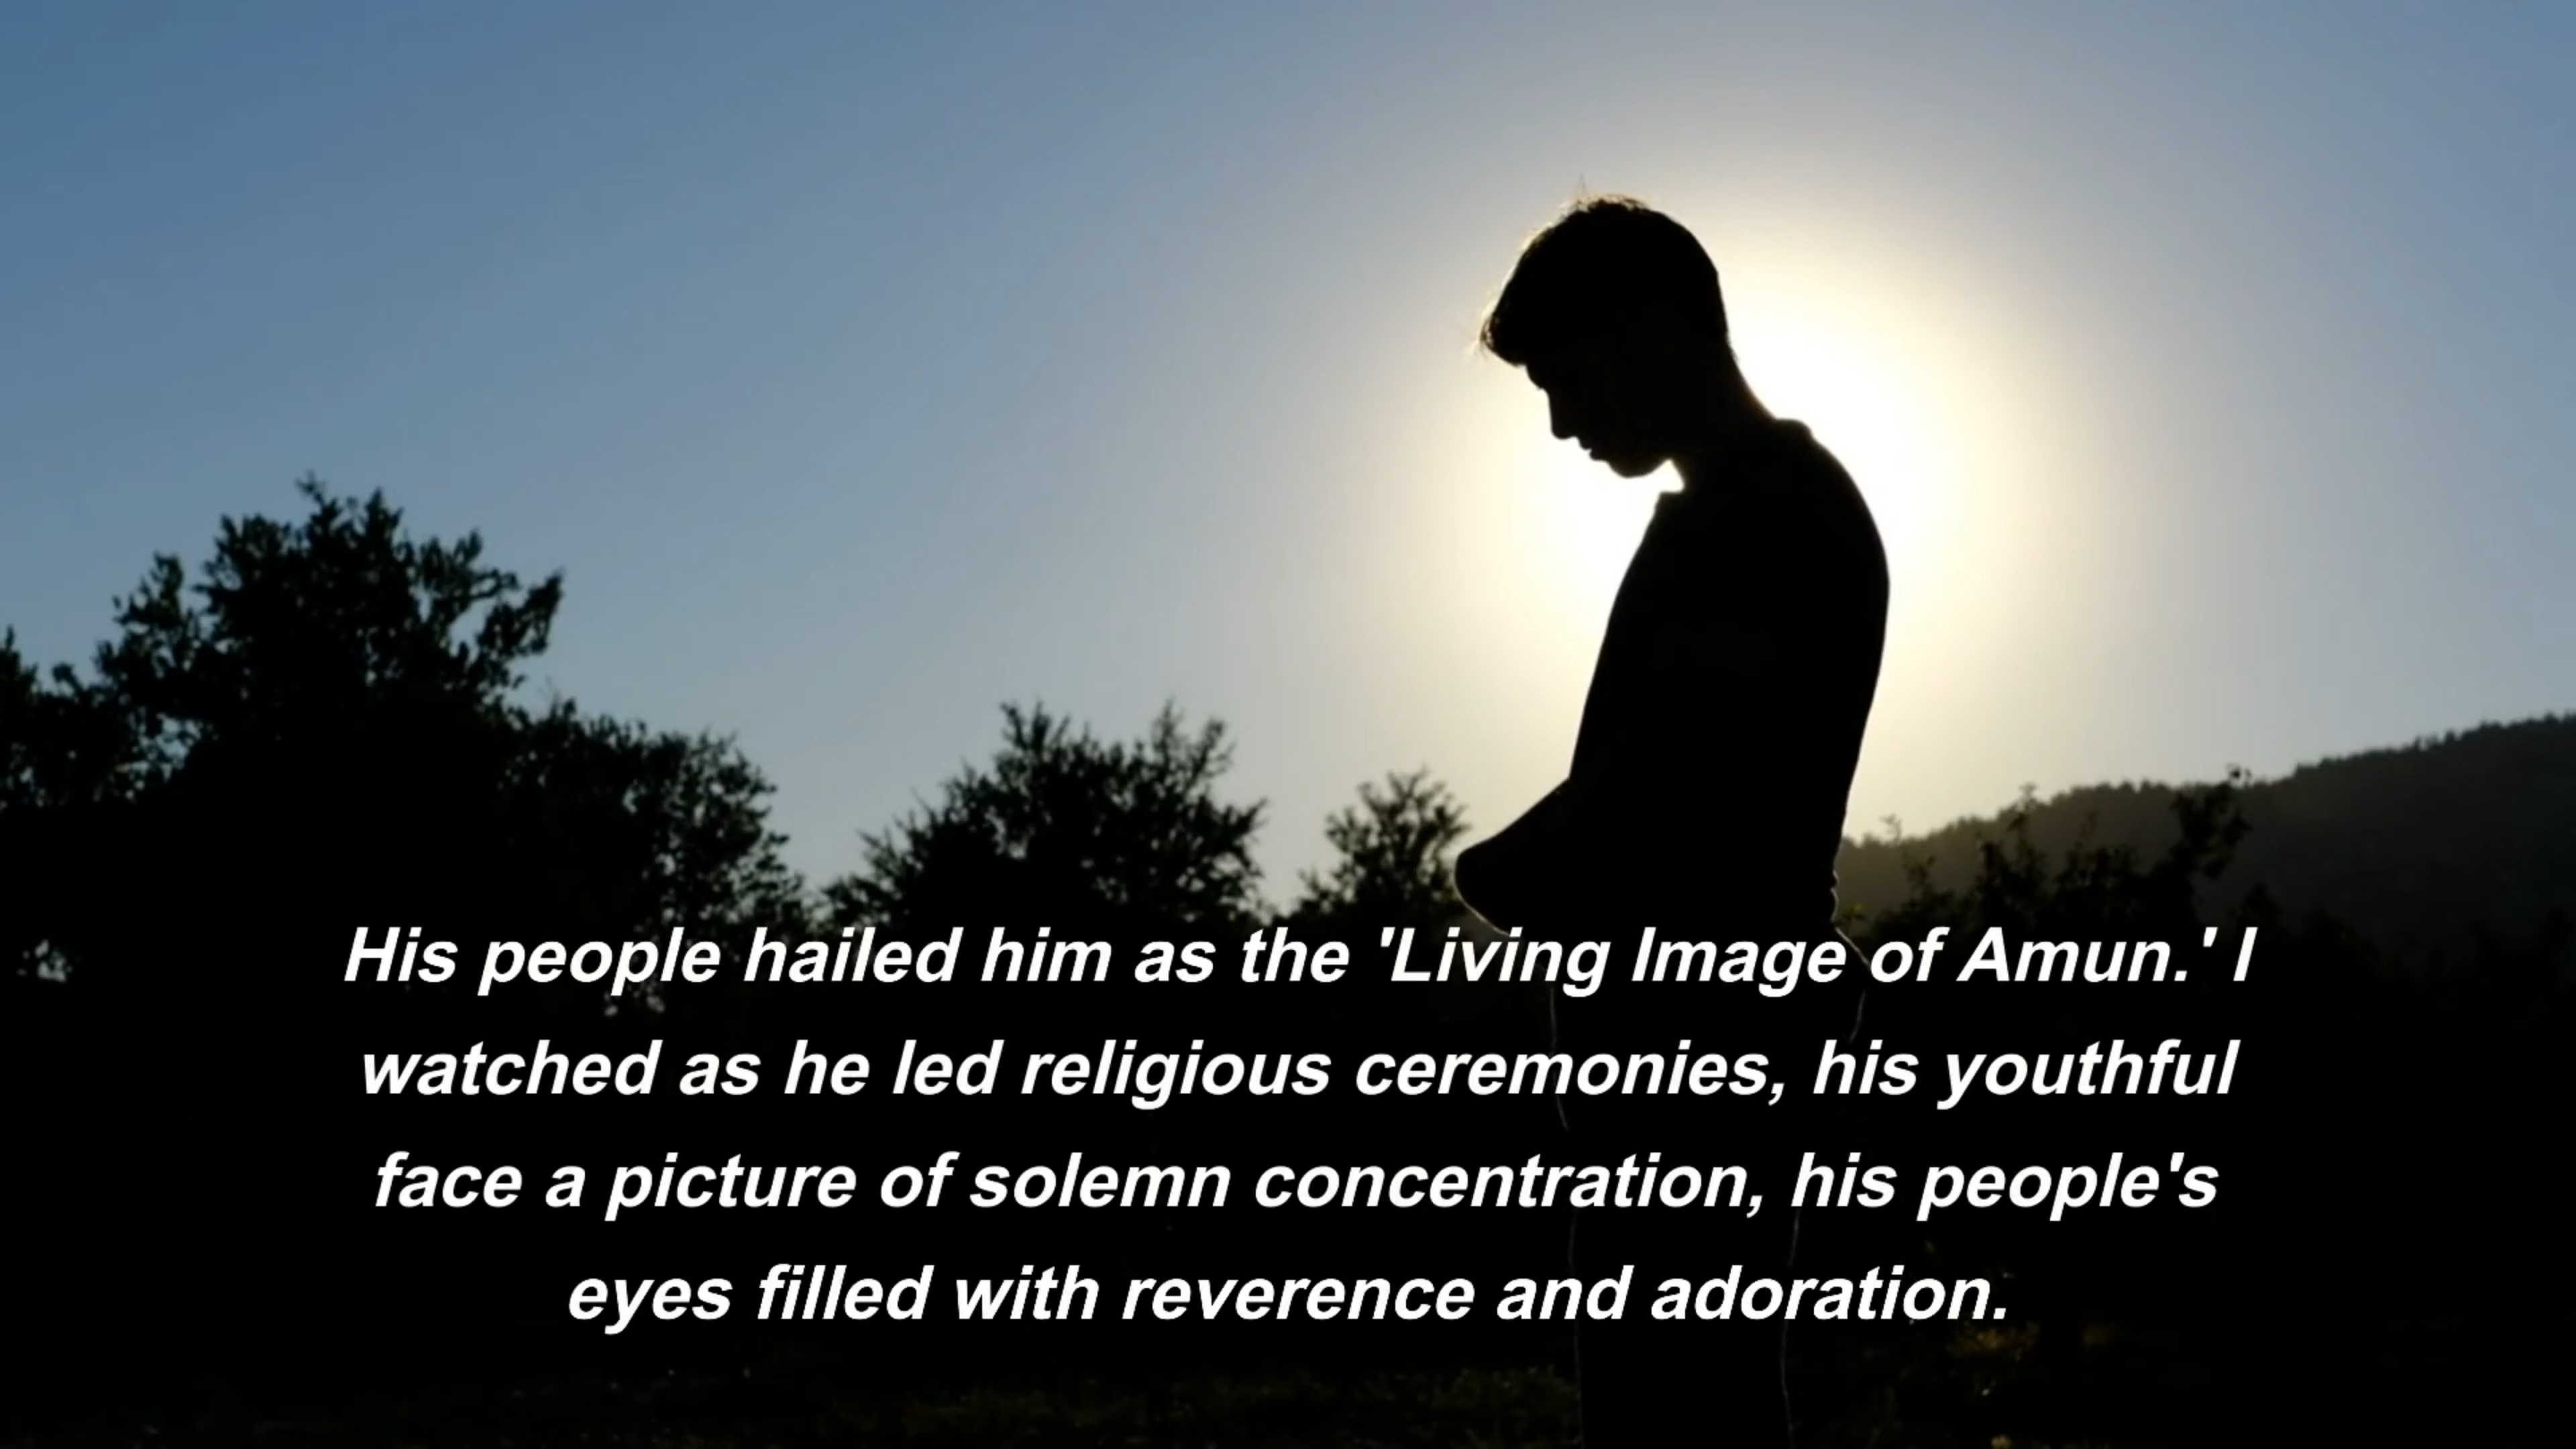 His people hailed him as the 'Living Image of Amun.' I
watched as he led religious ceremonies, his youthful
face a picture of solemn concentration, his people's
eyes filled with reverence and adoration.